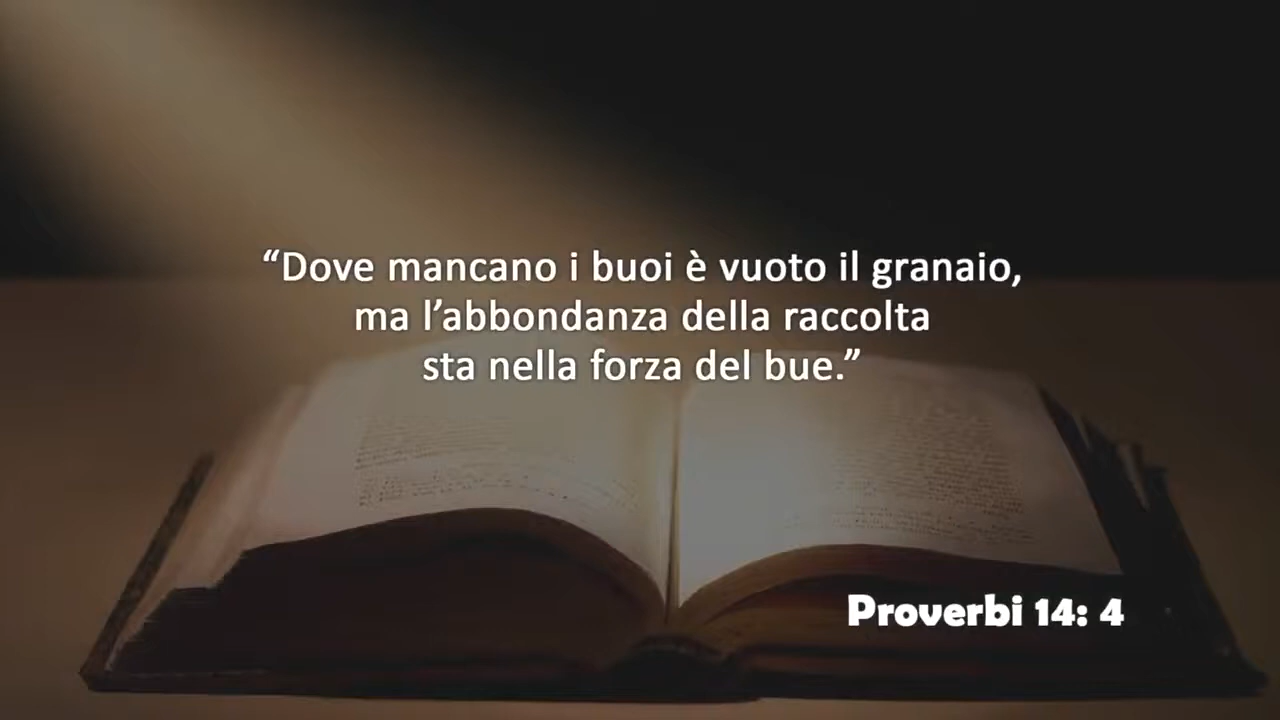 “Dove mancano i buoi è vuoto il granaio,
ma l’abbondanza della raccolta
sta nella forza del bue.”
Proverbi 14: 4